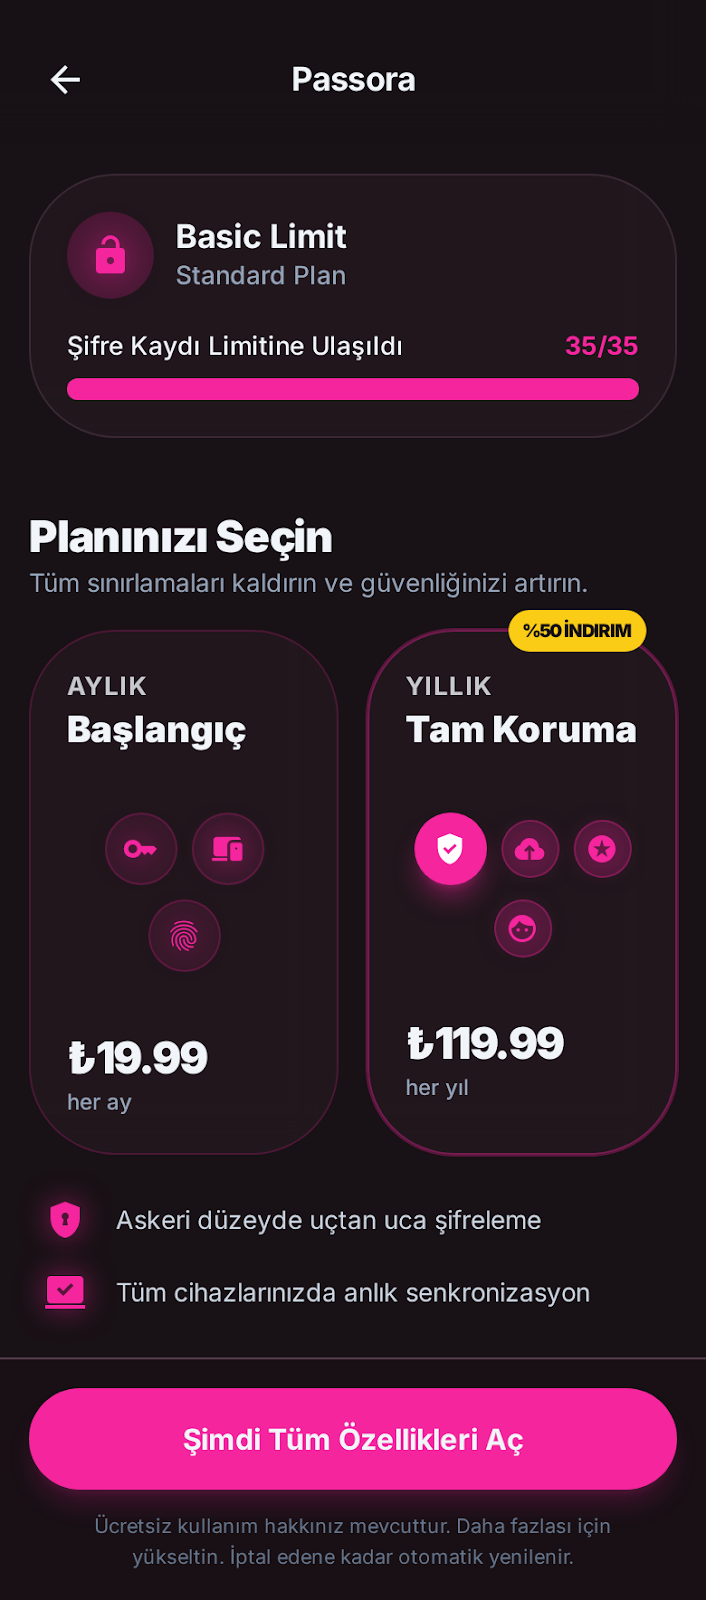 Passora
Basic Limit
Standard Plan
Şifre Kaydı Limitine Ulaşıldı 35/35
Planınızı Seçin
Tüm sınırlamaları kaldırın ve güvenliğinizi artırın.
AYLIK
Başlangıç
₺19.99
her ay
%50 İNDIRIM
YILLIK
Tam Koruma
₺119.99
her yıl
Askeri düzeyde uçtan uca şifreleme
Tüm cihazlarınızda anlık senkronizasyon
Şimdi Tüm Özellikleri Aç
Ücretsiz kullanım hakkınız mevcuttur. Daha fazlası için
yükseltin. İptal edene kadar otomatik yenilenir.